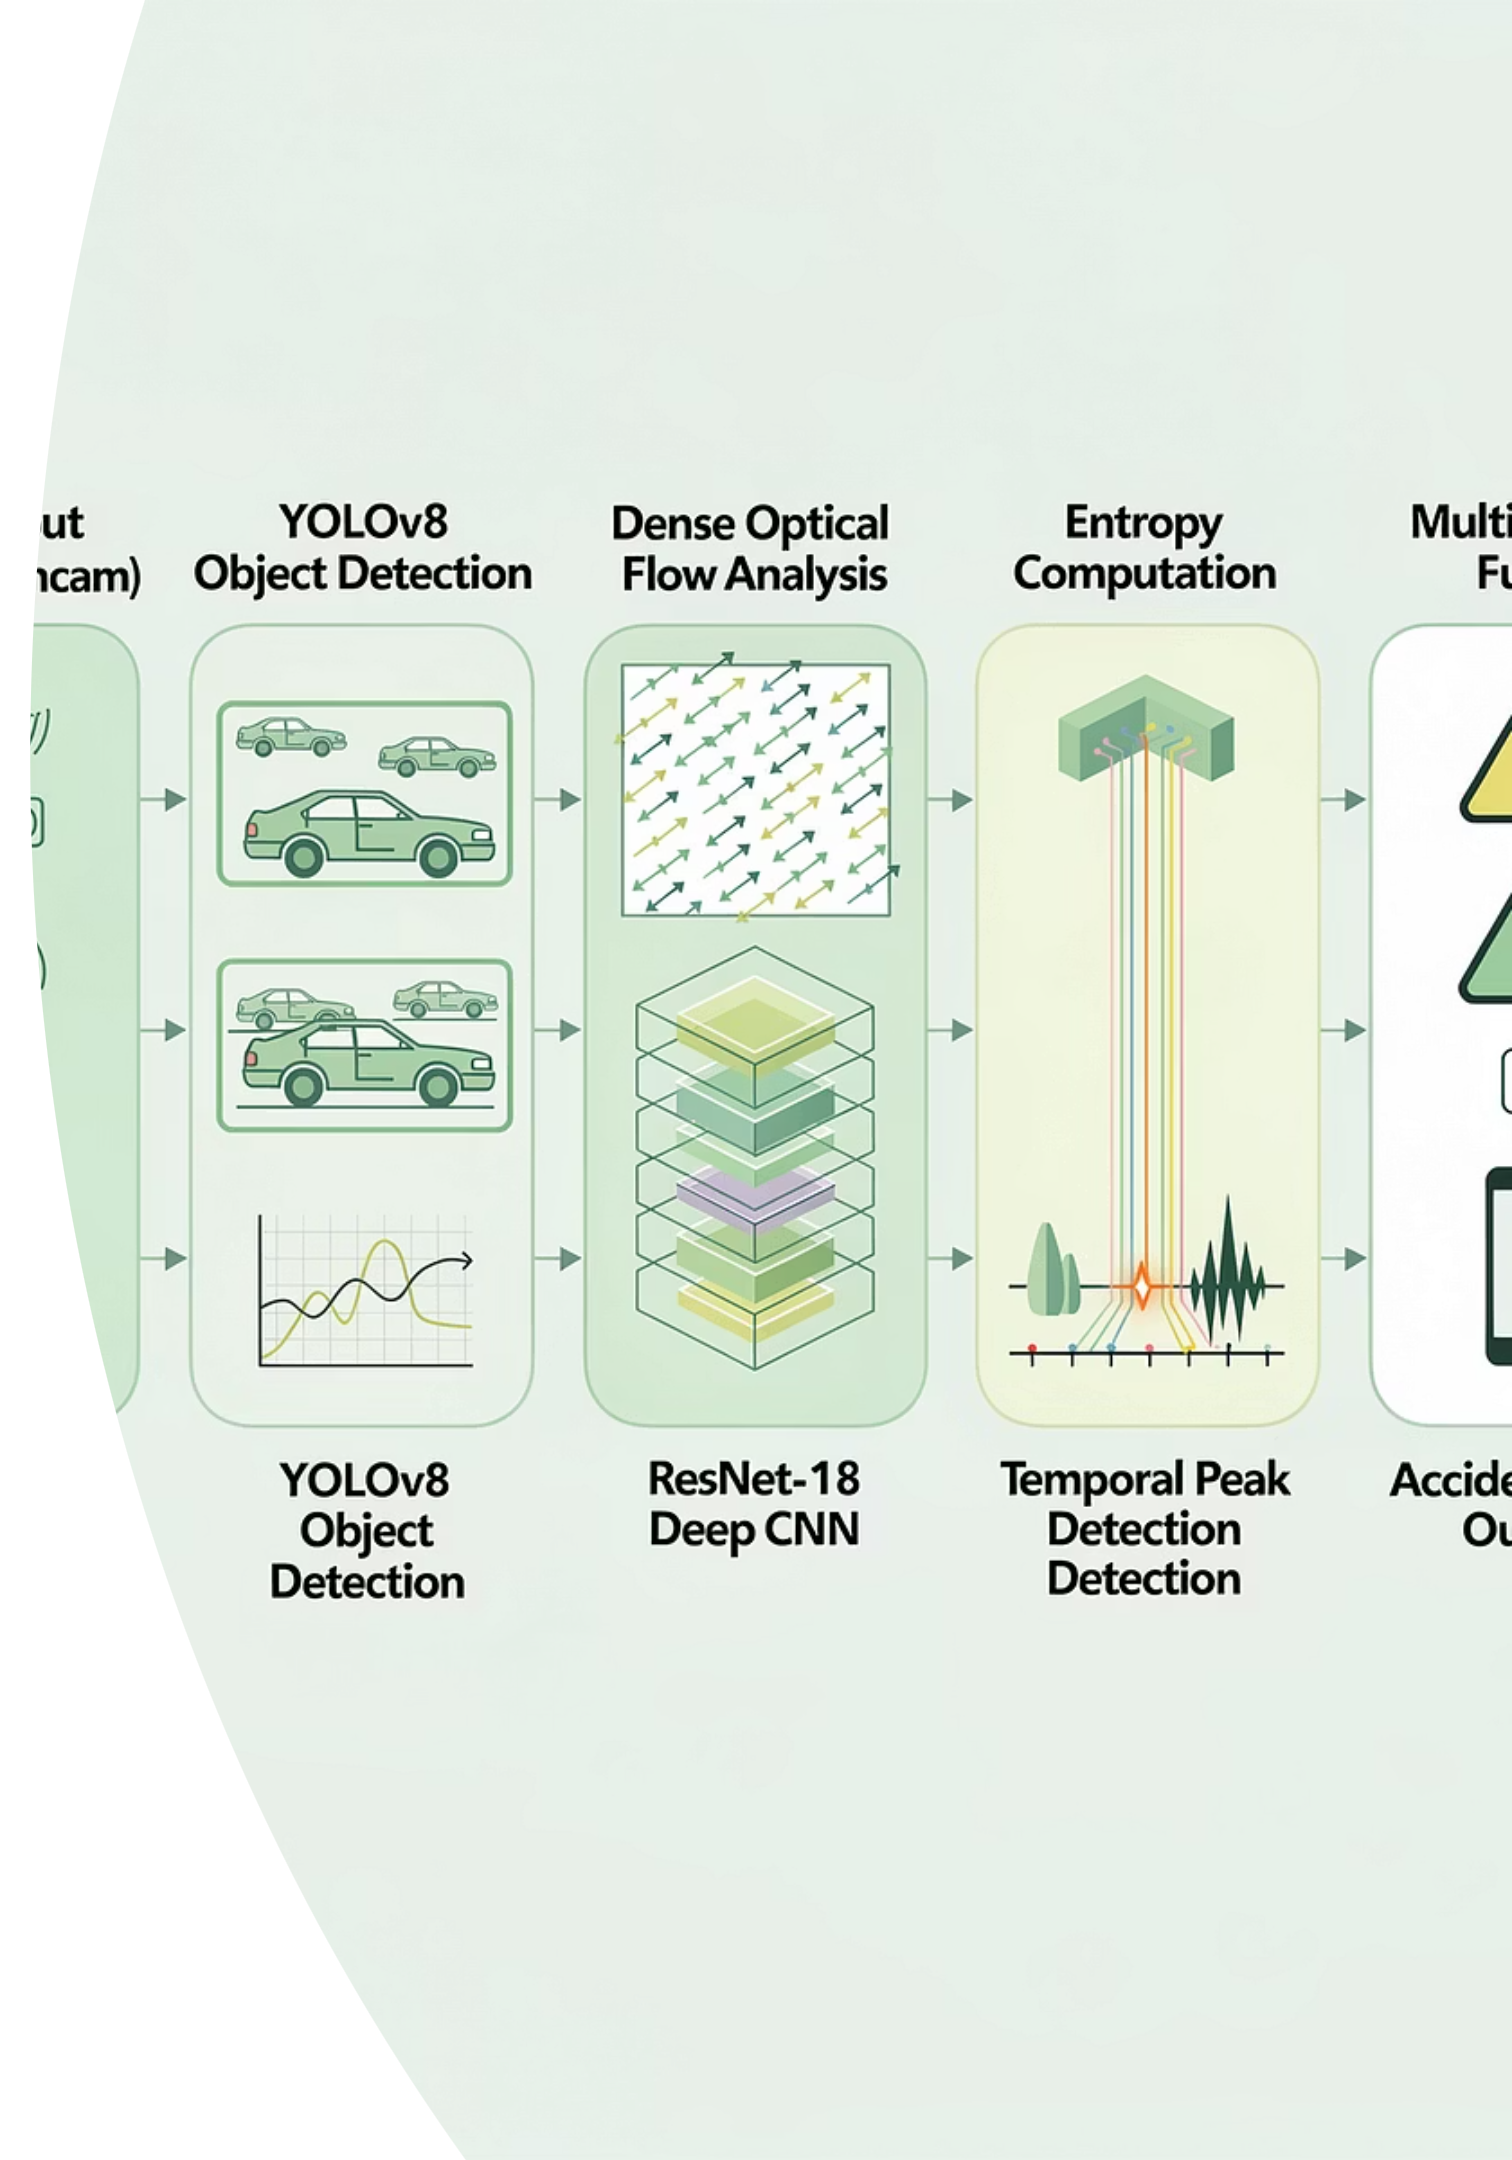 YOLOv8
Object Detection
Dense Optical
Flow Analysis
Entropy
Computation
YOLOv8
Object
Detection
ResNet-18
Deep CNN
Temporal Peak
Detection
Detection